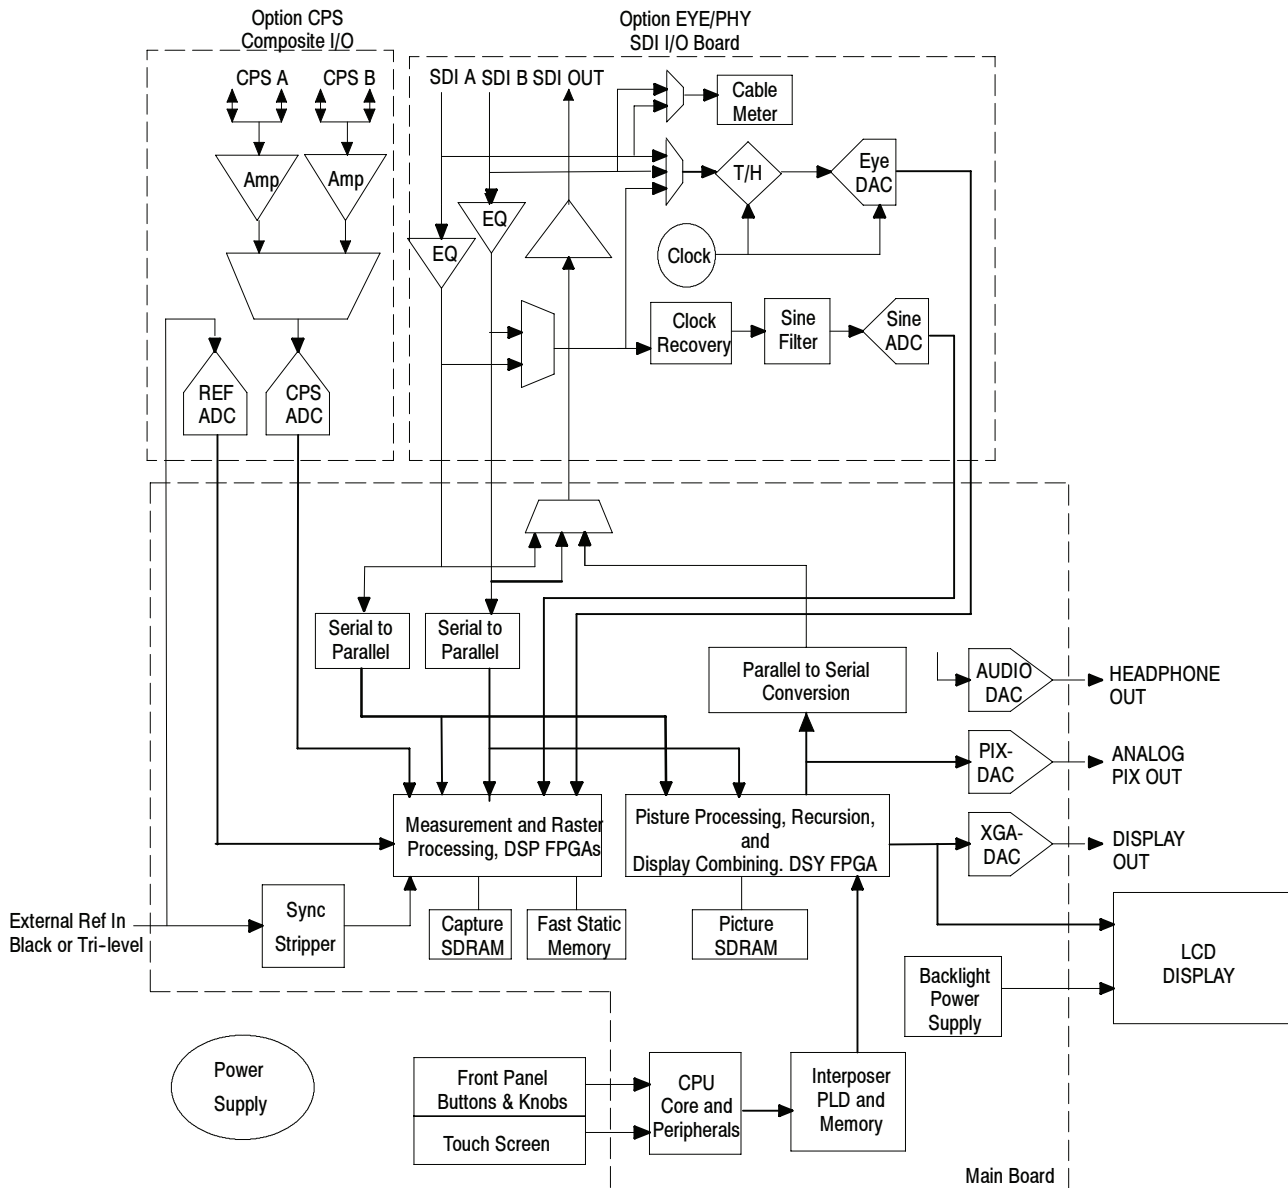 Option CPS
Composite I/O
Option EYE/PHY
SDI I/O Board
CPS A
CPS B
SDI A
SDI B
SDI OUT
Cable
Meter
Amp
Amp
T/H
Eye
DAC
EQ
EQ
Clock
Clock
Recovery
Sine
Filter
Sine
ADC
REF
ADC
CPS
ADC
Serial to
Parallel
Serial to
Parallel
Parallel to Serial
Conversion
AUDIO
DAC
HEADPHONE
OUT
PIX-
DAC
ANALOG
PIX OUT
Measurement and Raster
Processing, DSP FPGAs
Pisture Processing, Recursion,
and
Display Combining. DSY FPGA
XGA-
DAC
DISPLAY
OUT
External Ref In
Black or Tri-level
Sync
Stripper
Capture
SDRAM
Fast Static
Memory
Picture
SDRAM
LCD
DISPLAY
Backlight
Power
Supply
Power
Supply
Front Panel
Buttons & Knobs
Touch Screen
CPU
Core and
Peripherals
Interposer
PLD and
Memory
Main Board